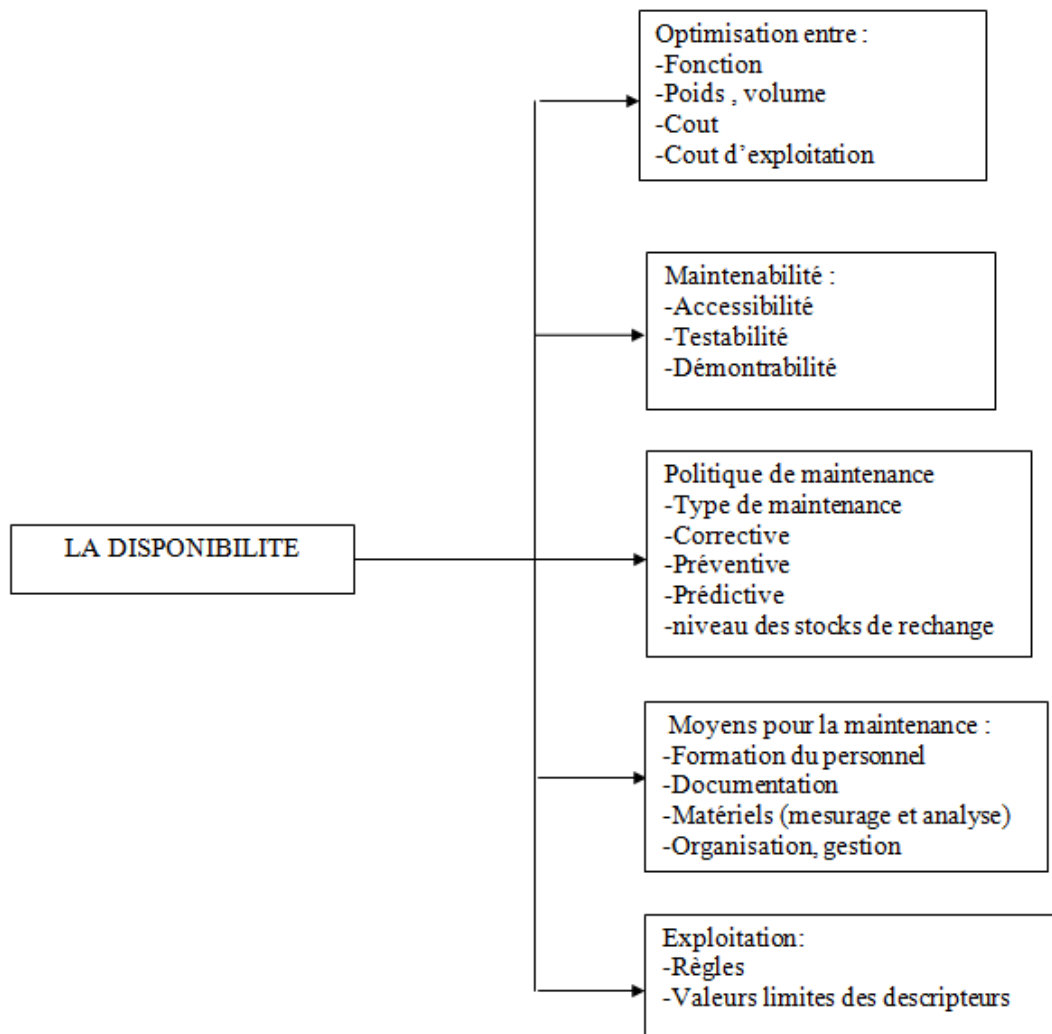 Optimisation entre :
-Fonction
-Poids , volume
-Cout
-Cout d’exploitation
Maintenabilité :
-Accessibilité
-Testabilité
-Démontrabilité
LA DISPONIBILITE
Politique de maintenance
-Type de maintenance
-Corrective
-Préventive
-Prédictive
-niveau des stocks de rechange
Moyens pour la maintenance :
-Formation du personnel
-Documentation
-Matériels (mesurage et analyse)
-Organisation, gestion
Exploitation:
-Règles
-Valeurs limites des descripteurs